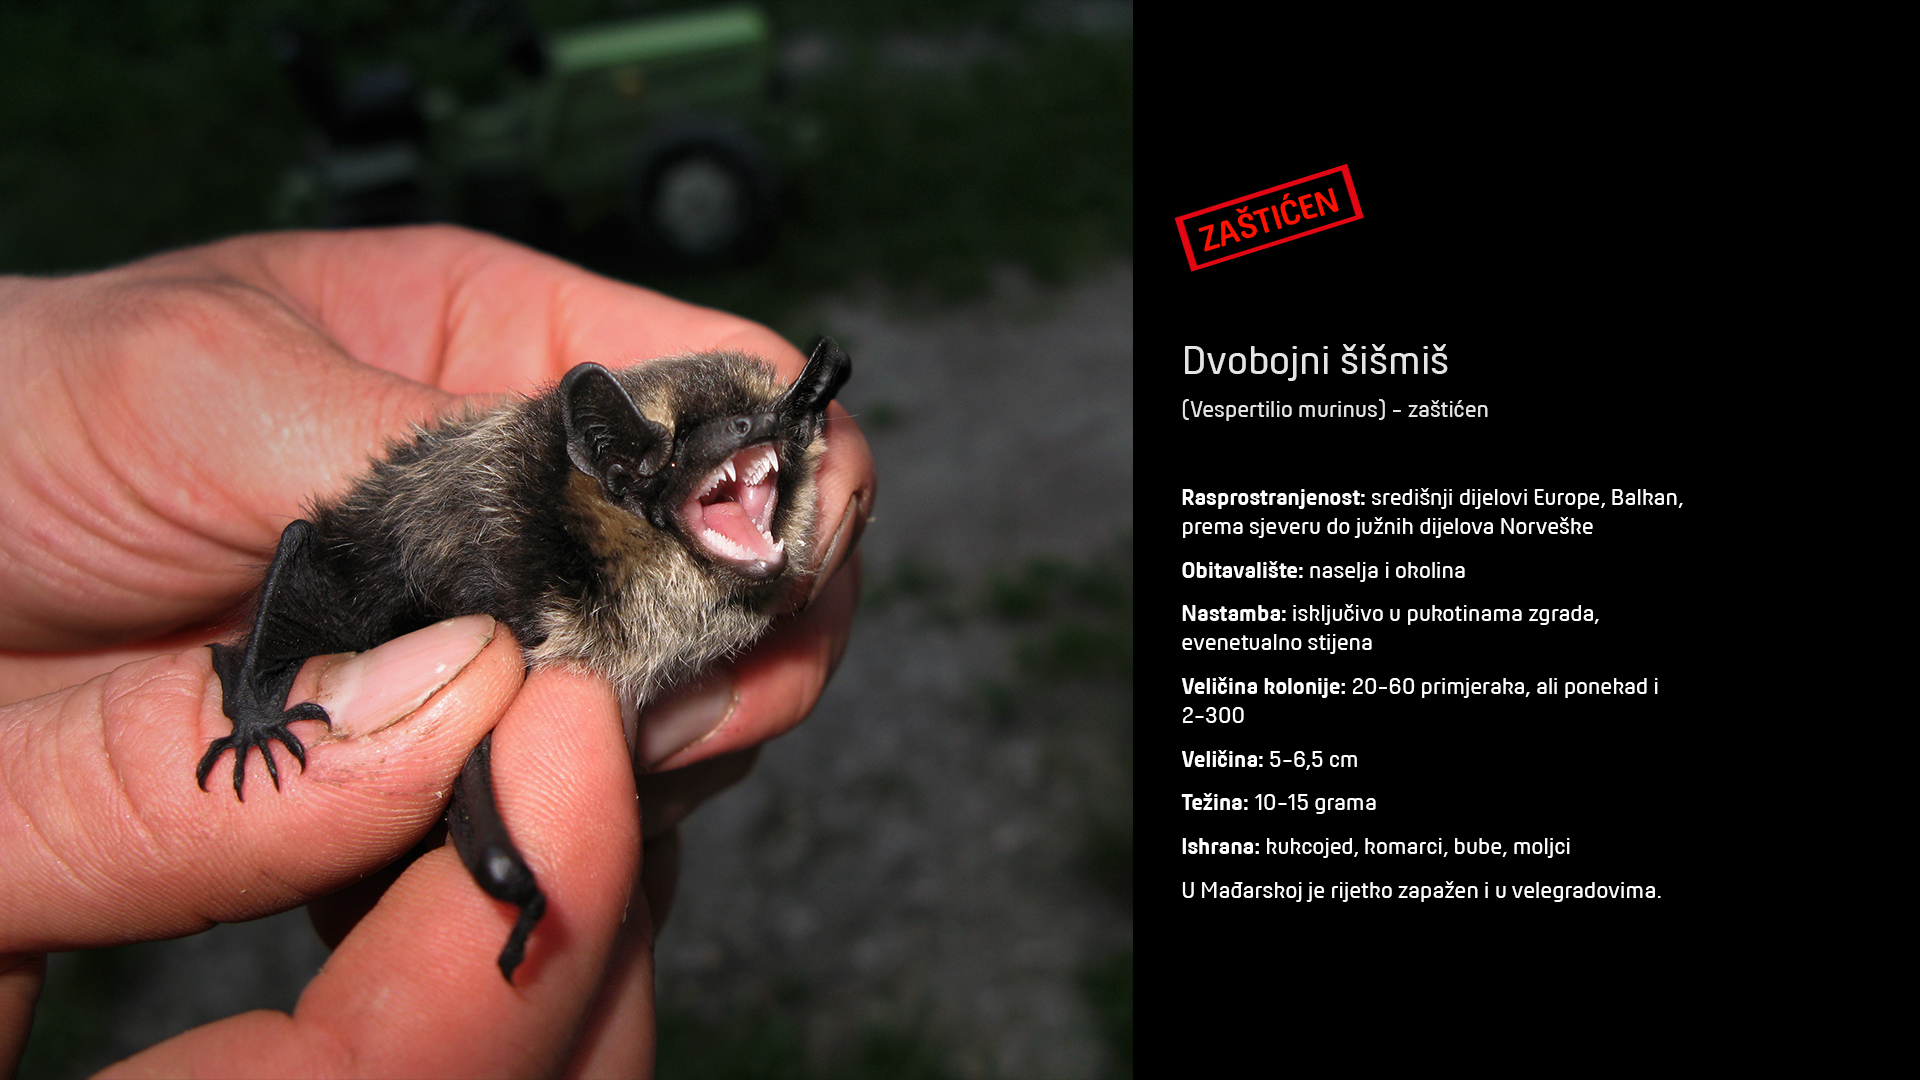 ZAŠTIĆEN
Dvobojni šišmiš
(Vespertilio murinus) - zaštićen
Rasprostranjenost: središnji dijelovi Europe, Balkan,
prema sjeveru do južnih dijelova Norveške
Obitavalište: naselja i okolina
Nastamba: isključivo u pukotinama zgrada,
evenetualno stijena
Veličina kolonije: 20-60 primjeraka, ali ponekad i
2-300
Veličina: 5-6,5 cm
Težina: 10-15 grama
Ishrana: kukcojed, komarci, bube, moljci
U Mađarskoj je rijetko zapažen i u velegradovima.